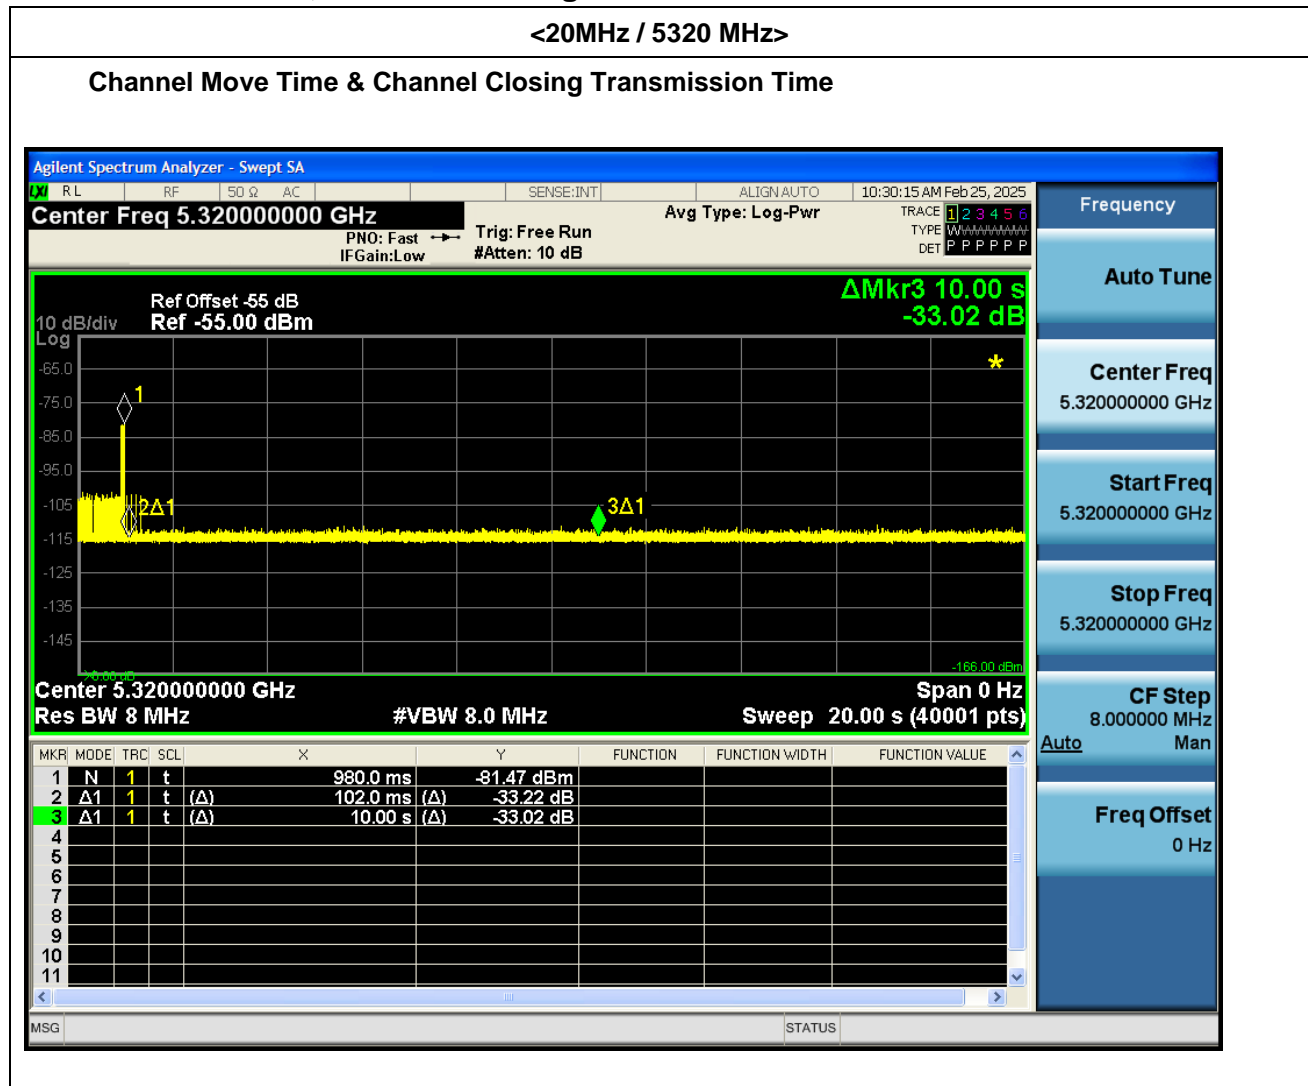 <20MHz / 5320 MHz>
Channel Move Time & Channel Closing Transmission Time
Agilent Spectrum Analyzer - Swept SA
LXI RL RF 50 Ω AC SENSE:INT ALIGN AUTO 10:30:15 AM Feb 25, 2025
Center Freq 5.320000000 GHz Avg Type: Log-Pwr TRACE 1 2 3 4 5 6
PNO: Fast Trig: Free Run TYPE WWWWWW
IFGain:Low #Atten: 10 dB DET P P P P P P
Frequency
Auto Tune
Center Freq
5.320000000 GHz
Start Freq
5.320000000 GHz
Stop Freq
5.320000000 GHz
CF Step
8.000000 MHz
Auto Man
Freq Offset
0 Hz
ΔMkr3 10.00 s
-33.02 dB
Ref Offset -55 dB
10 dB/div Ref -55.00 dBm
Log
-65.0
-75.0
-85.0
-95.0
-105
-115
-125
-135
-145
1
2Δ1
3Δ1
*
-166.00 dBm
Center 5.320000000 GHz Span 0 Hz
Res BW 8 MHz #VBW 8.0 MHz Sweep 20.00 s (40001 pts)
MKR MODE TRC SCL X Y FUNCTION FUNCTION WIDTH FUNCTION VALUE
1 N 1 t 980.0 ms -81.47 dBm
2 Δ1 1 t (Δ) 102.0 ms (Δ) -33.22 dB
3 Δ1 1 t (Δ) 10.00 s (Δ) -33.02 dB
4
5
6
7
8
9
10
11
MSG STATUS